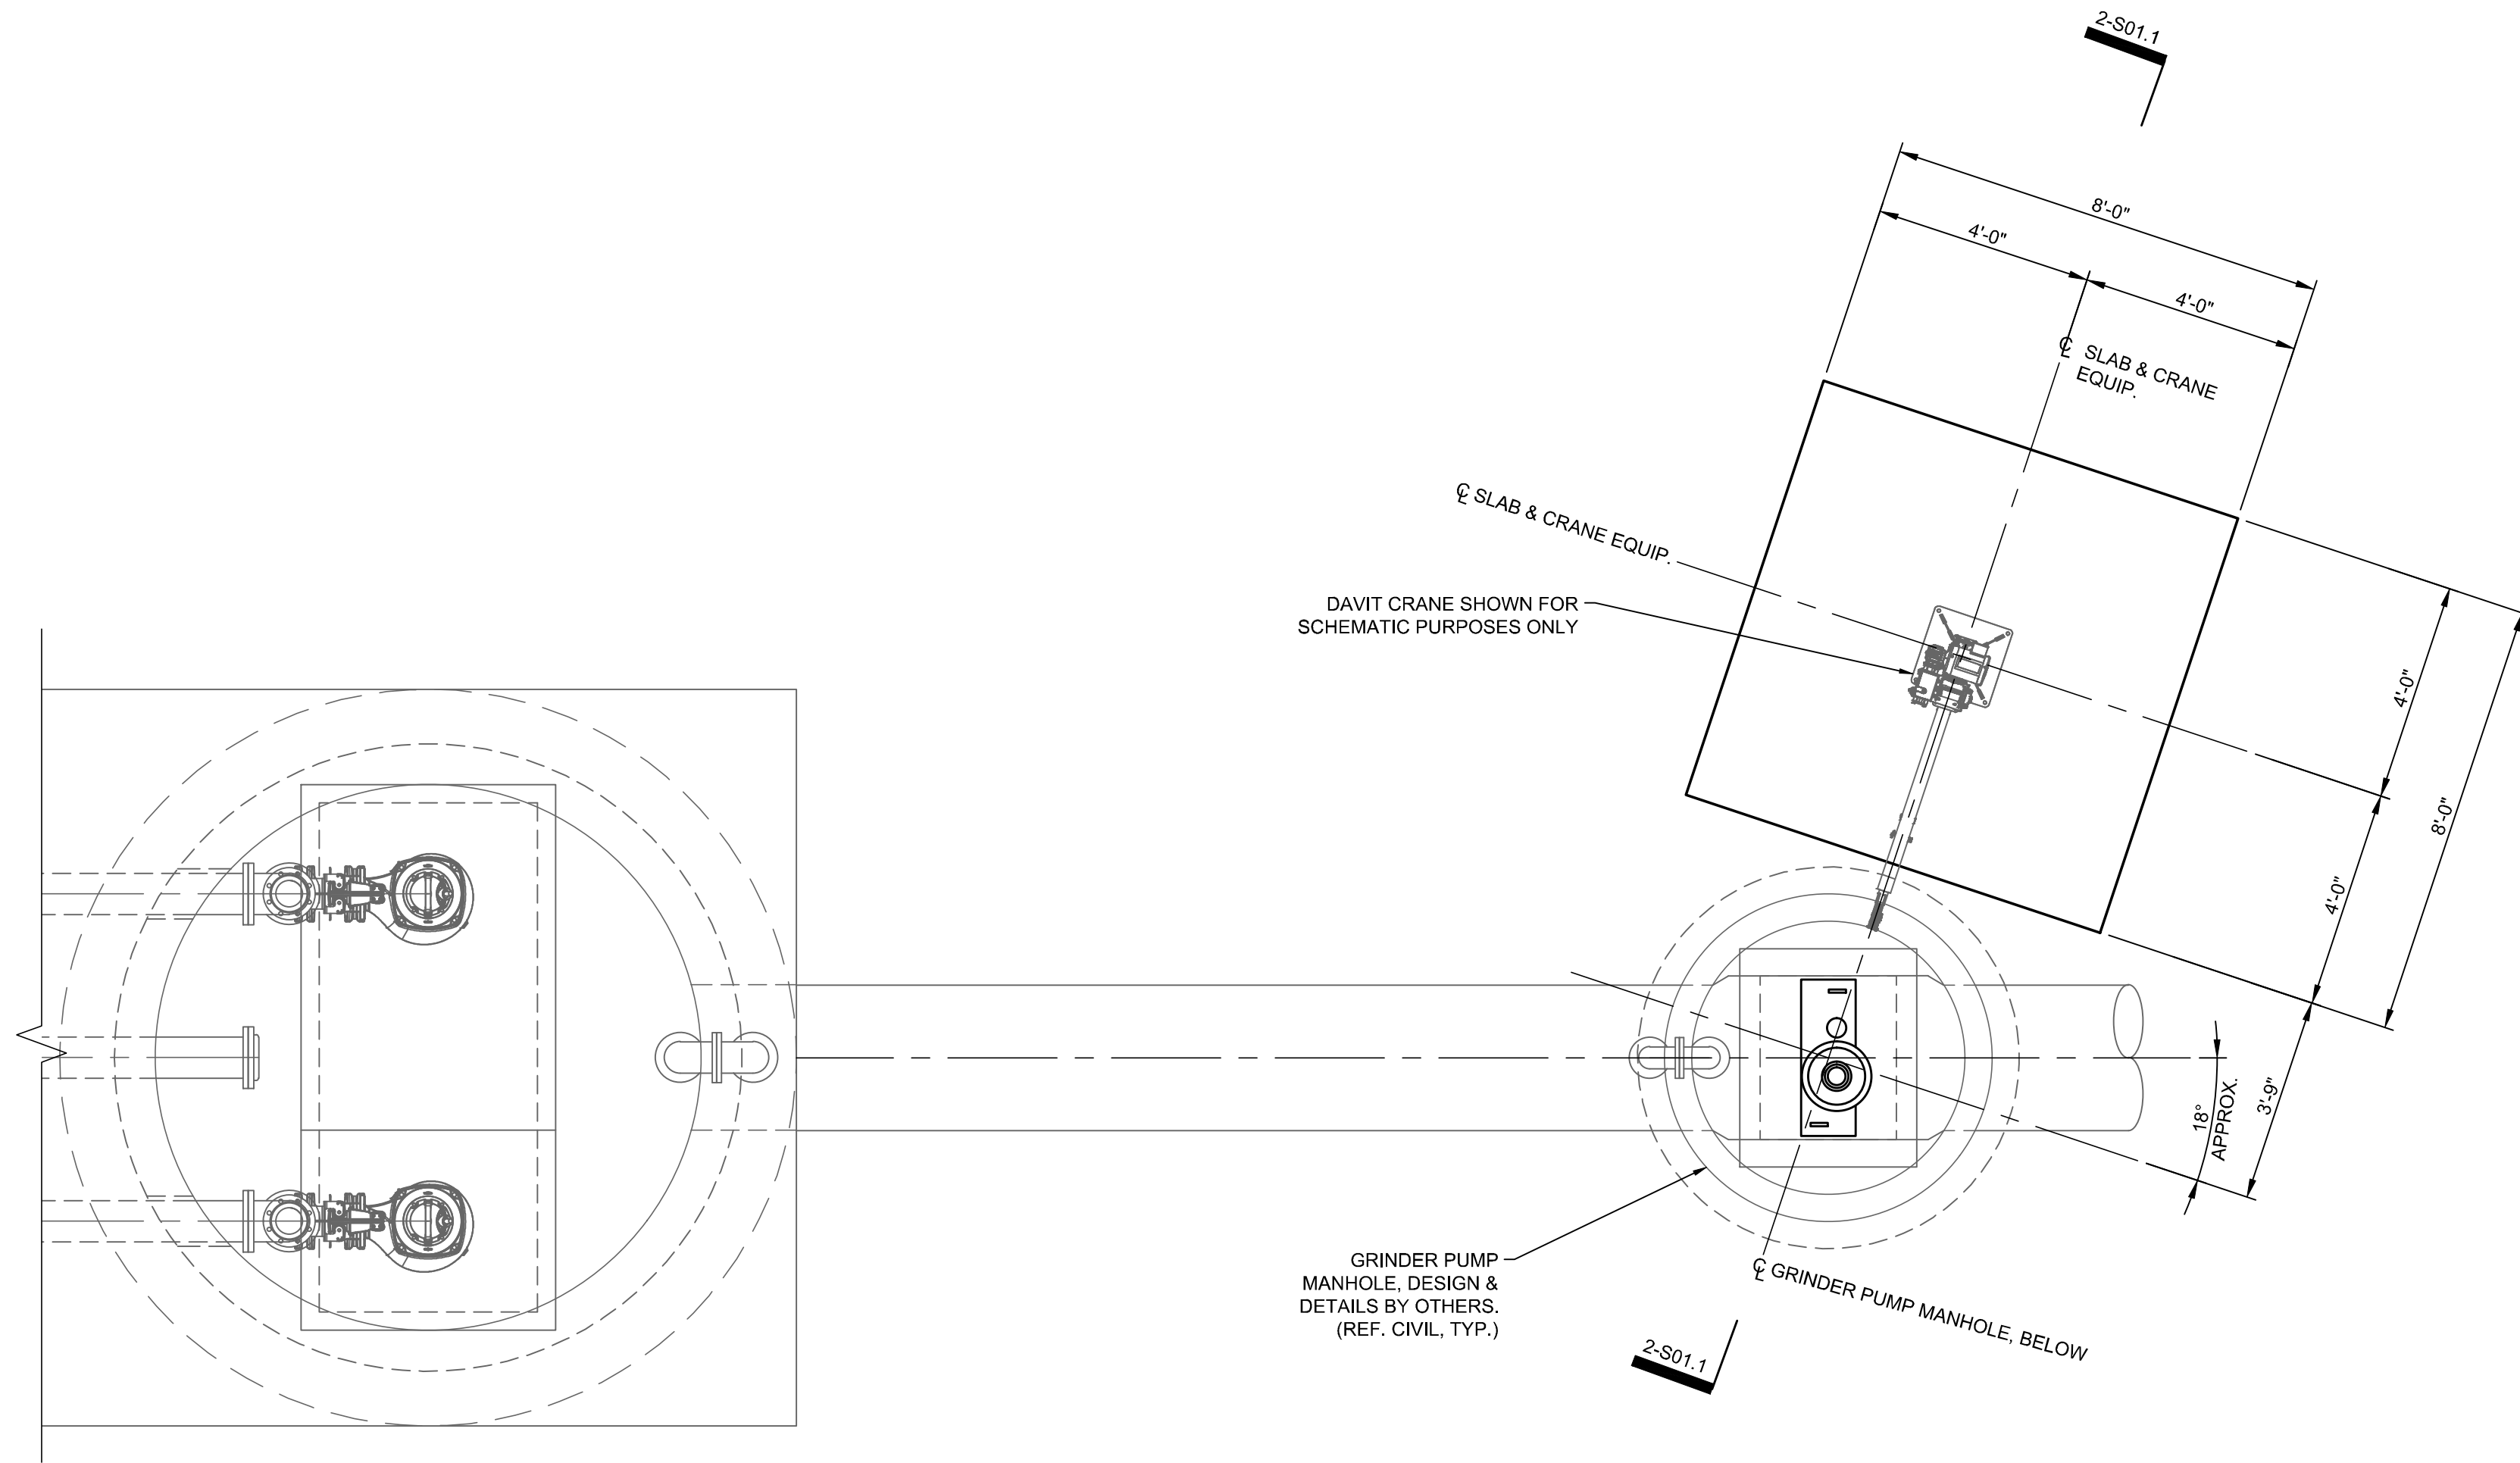 2-S01.1
8'-0"
4'-0"
4'-0"
℄ SLAB & CRANE
EQUIP.
℄ SLAB & CRANE EQUIP.
DAVIT CRANE SHOWN FOR
SCHEMATIC PURPOSES ONLY
4'-0"
8'-0"
4'-0"
3'-9"
18°
APPROX.
GRINDER PUMP
MANHOLE, DESIGN &
DETAILS BY OTHERS.
(REF. CIVIL, TYP.)
℄ GRINDER PUMP MANHOLE, BELOW
2-S01.1